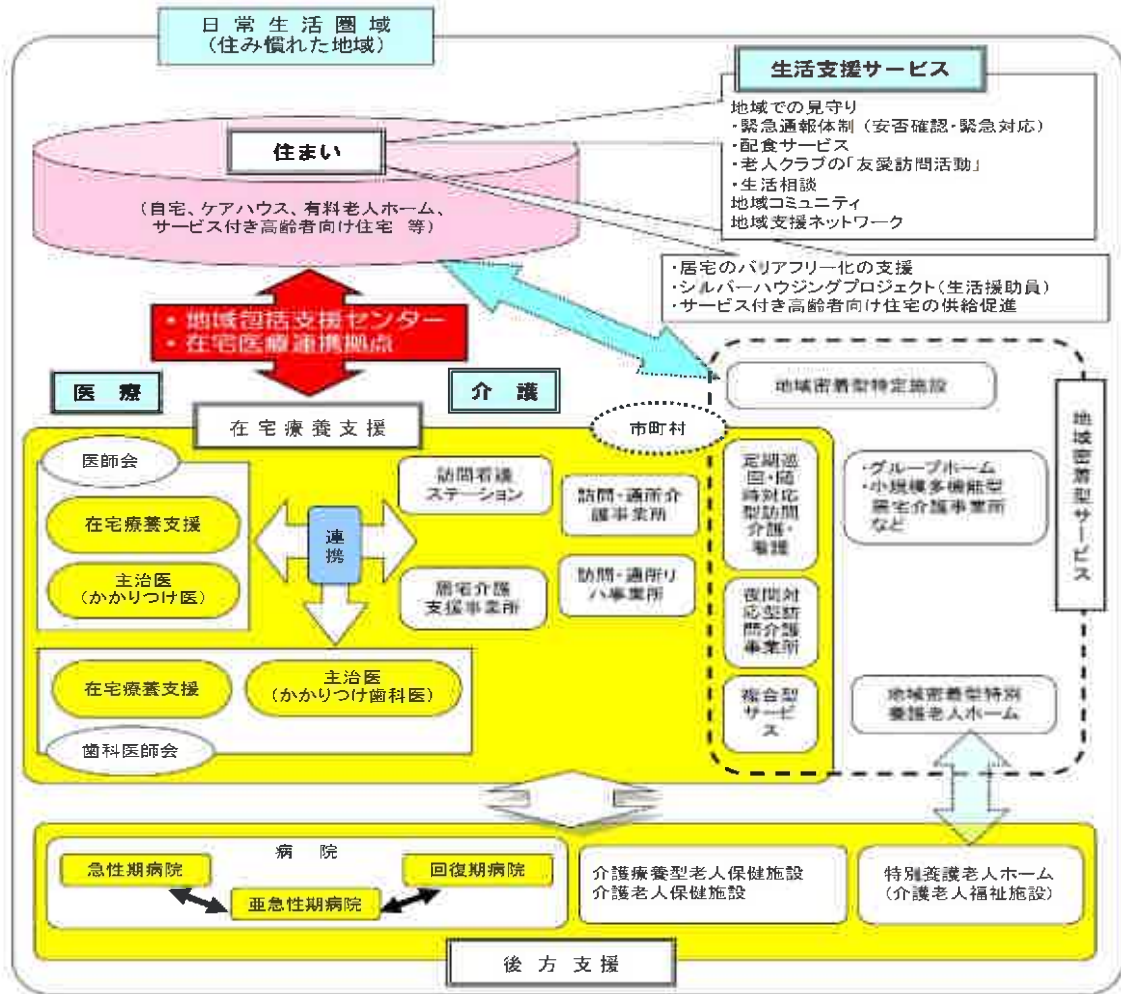 日常生活圏域
（住み慣れた地域）
生活支援サービス
地域での見守り
・緊急通報体制（安否確認・緊急対応）
・配食サービス
・老人クラブの「友愛訪問活動」
・生活相談
地域コミュニティ
地域支援ネットワーク
住まい
（自宅、ケアハウス、有料老人ホーム、
サービス付き高齢者向け住宅 等）
・居宅のバリアフリー化の支援
・シルバーハウジングプロジェクト（生活援助員）
・サービス付き高齢者向け住宅の供給促進
・地域包括支援センター
・在宅医療連携拠点
医療
介護
在宅療養支援
市町村
地域密着型特定施設
地域密着型サービス
医師会
在宅療養支援
主治医
（かかりつけ医）
連携
訪問看護
ステーション
訪問・通所介
護事業所
居宅介護
支援事業所
訪問・通所リ
ハ事業所
定期巡
回・随
時対応
型訪問
介護・
看護
・グループホーム
・小規模多機能型
居宅介護事業所
など
夜間対
応型訪
問介護
事業所
在宅療養支援
主治医
（かかりつけ歯科医）
歯科医師会
複合型
サービ
ス
地域密着型特別
養護老人ホーム
病院
急性期病院
回復期病院
亜急性期病院
介護療養型老人保健施設
介護老人保健施設
特別養護老人ホーム
（介護老人福祉施設）
後方支援